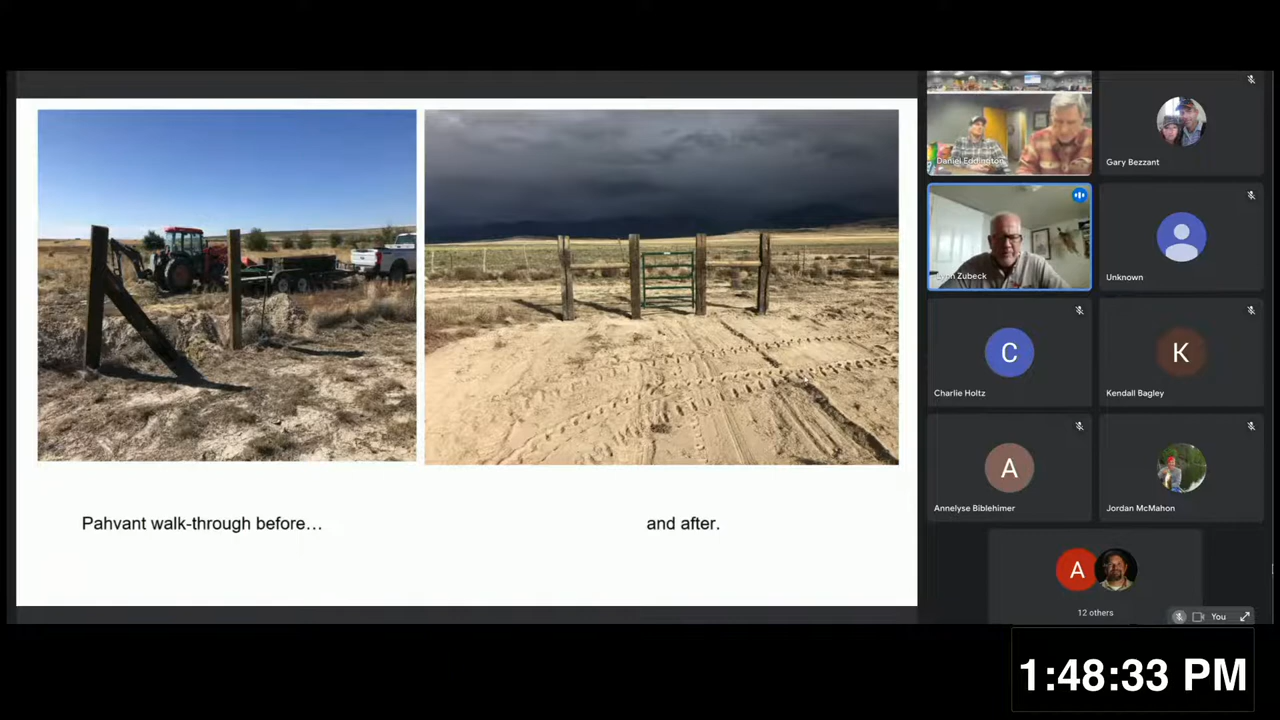 Pahvant walk-through before…
and after.
Daniel Eddington
Gary Bezzant
Lynn Zubeck
Unknown
C
Charlie Holtz
K
Kendall Bagley
A
Annelyse Biblehimer
Jordan McMahon
A
12 others
You
1:48:33 PM